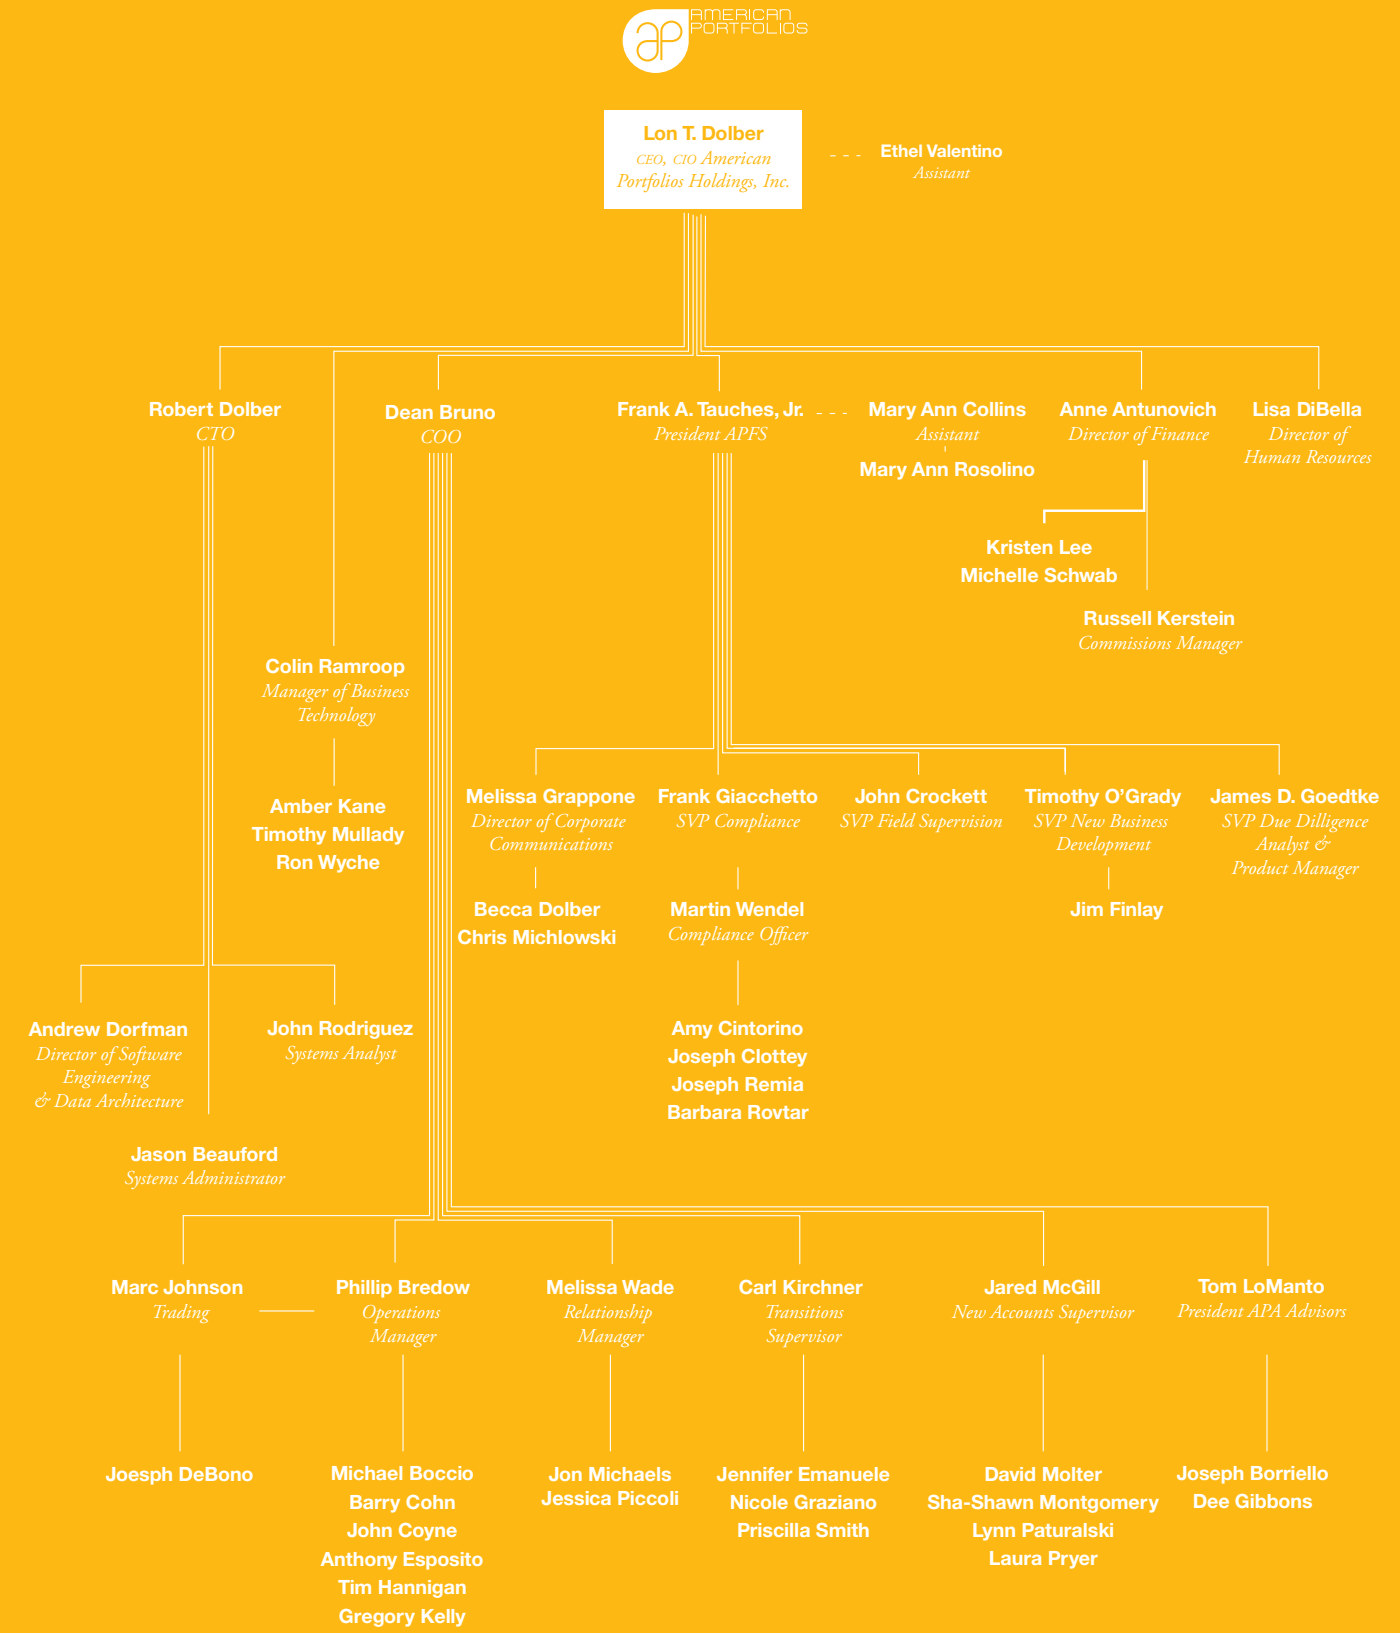 AMERICAN
PORTFOLIOS
ap
Lon T. Dolber
CEO, CIO American
Portfolios Holdings, Inc.
Ethel Valentino
Assistant
Robert Dolber
CTO
Dean Bruno
COO
Frank A. Tauches, Jr.
President APFS
Mary Ann Collins
Assistant
Mary Ann Rosolino
Anne Antunovich
Director of Finance
Lisa DiBella
Director of
Human Resources
Kristen Lee
Michelle Schwab
Russell Kerstein
Commissions Manager
Colin Ramroop
Manager of Business
Technology
Amber Kane
Timothy Mullady
Ron Wyche
Melissa Grappone
Director of Corporate
Communications
Becca Dolber
Chris Michlowski
Frank Giacchetto
SVP Compliance
Martin Wendel
Compliance Officer
Amy Cintorino
Joseph Clottey
Joseph Remia
Barbara Rovtar
John Crockett
SVP Field Supervision
Timothy O’Grady
SVP New Business
Development
Jim Finlay
James D. Goedtke
SVP Due Dilligence
Analyst &
Product Manager
Andrew Dorfman
Director of Software
Engineering
& Data Architecture
John Rodriguez
Systems Analyst
Jason Beauford
Systems Administrator
Marc Johnson
Trading
Phillip Bredow
Operations
Manager
Melissa Wade
Relationship
Manager
Carl Kirchner
Transitions
Supervisor
Jared McGill
New Accounts Supervisor
Tom LoManto
President APA Advisors
Joesph DeBono
Michael Boccio
Barry Cohn
John Coyne
Anthony Esposito
Tim Hannigan
Gregory Kelly
Jon Michaels
Jessica Piccoli
Jennifer Emanuele
Nicole Graziano
Priscilla Smith
David Molter
Sha-Shawn Montgomery
Lynn Paturalski
Laura Pryer
Joseph Borriello
Dee Gibbons